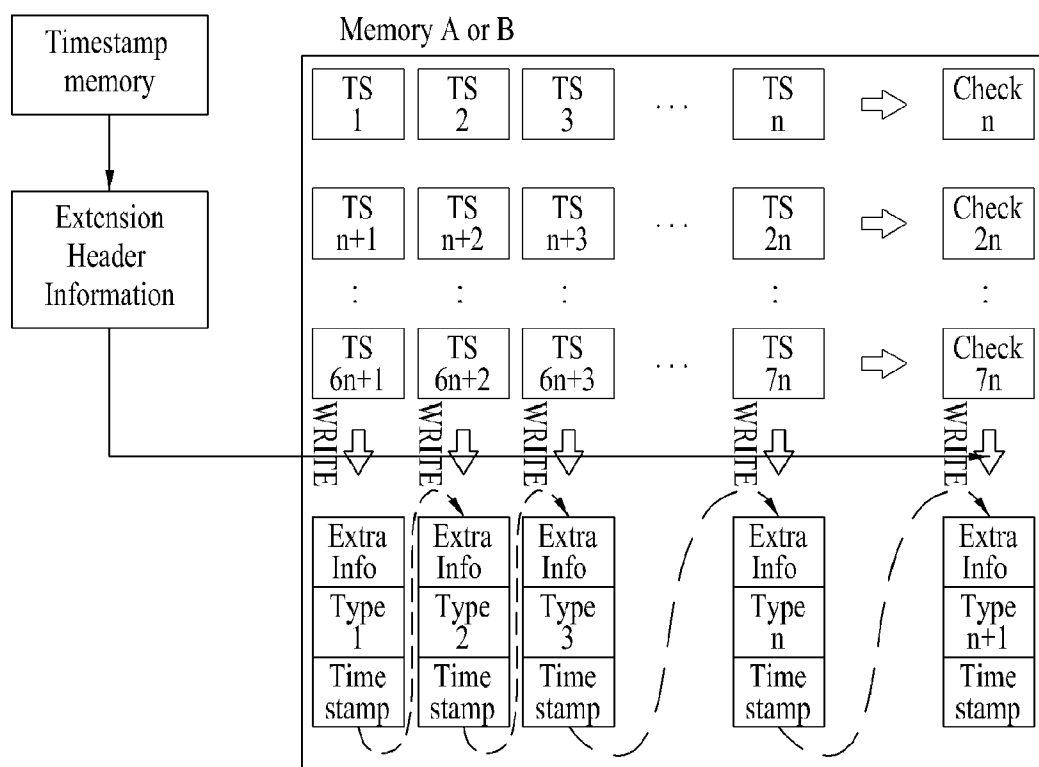 Timestamp
memory
Extension
Header
Information
Memory A or B
TS
1
TS
2
TS
3
...
TS
n
Check
n
TS
n+1
TS
n+2
TS
n+3
...
TS
2n
Check
2n
:
:
:
:
:
TS
6n+1
TS
6n+2
TS
6n+3
...
TS
7n
Check
7n
WRITE
WRITE
WRITE
WRITE
WRITE
Extra
Info
Type
1
Time
stamp
Extra
Info
Type
2
Time
stamp
Extra
Info
Type
3
Time
stamp
Extra
Info
Type
n
Time
stamp
Extra
Info
Type
n+1
Time
stamp